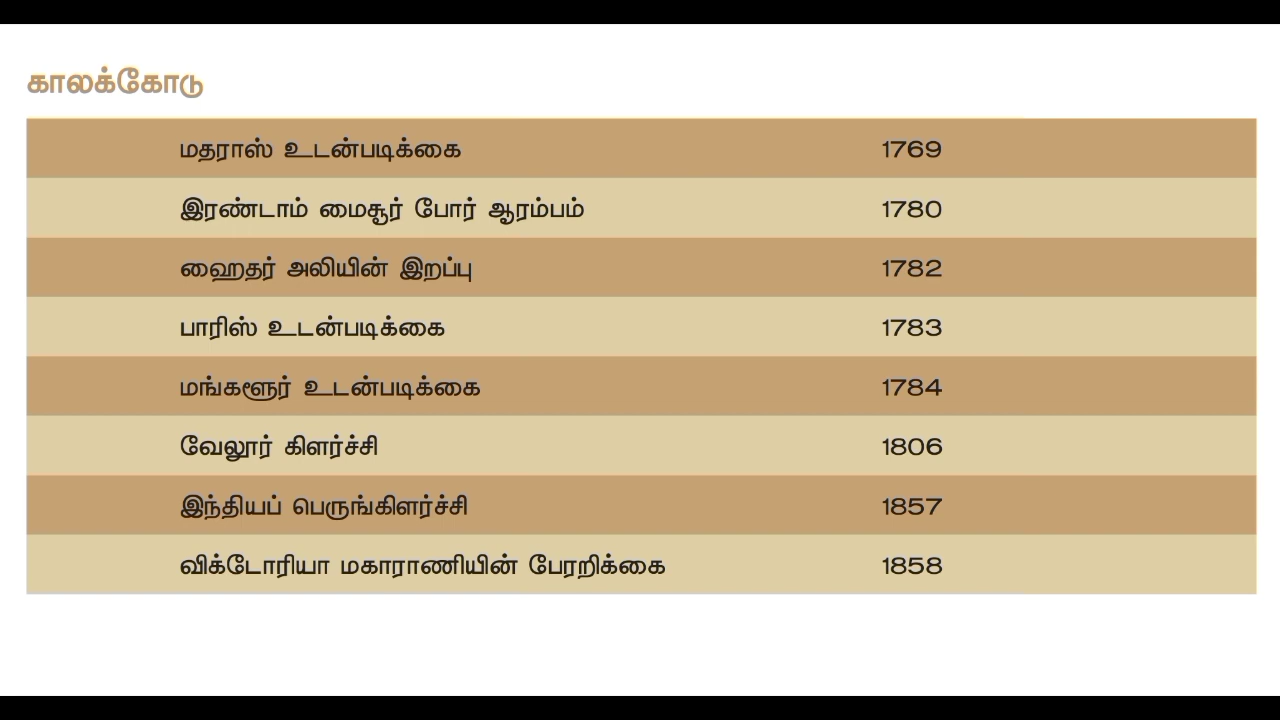 காலக்கோடு
மதராஸ் உடன்படிக்கை 1769
இரண்டாம் மைசூர் போர் ஆரம்பம் 1780
ஹைதர் அலியின் இறப்பு 1782
பாரிஸ் உடன்படிக்கை 1783
மங்களூர் உடன்படிக்கை 1784
வேலூர் கிளர்ச்சி 1806
இந்தியப் பெருங்கிளர்ச்சி 1857
விக்டோரியா மகாராணியின் பேரறிக்கை 1858